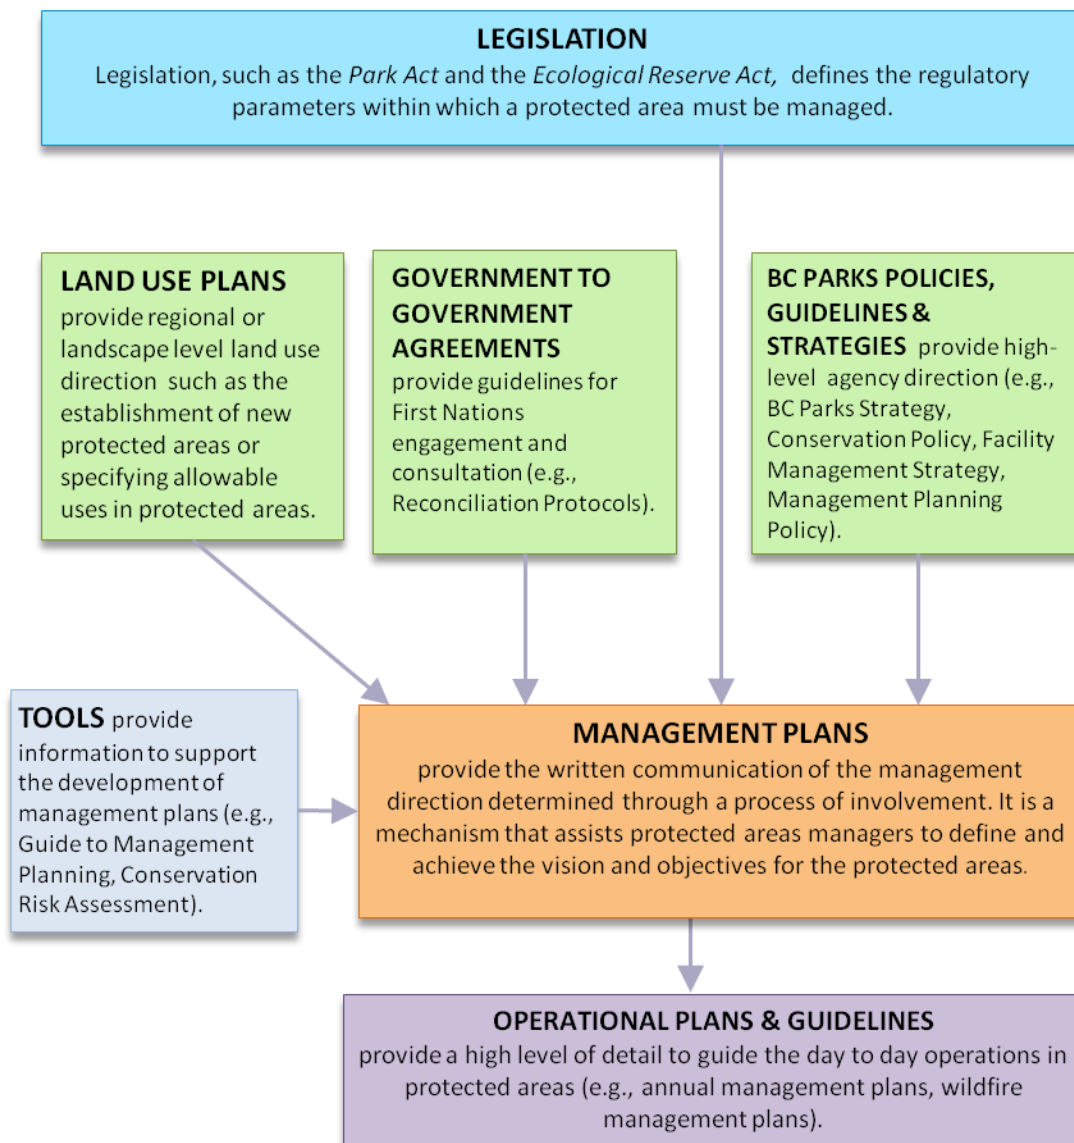 LEGISLATION
Legislation, such as the Park Act and the Ecological Reserve Act, defines the regulatory
parameters within which a protected area must be managed.
LAND USE PLANS
provide regional or
landscape level land use
direction such as the
establishment of new
protected areas or
specifying allowable
uses in protected areas.
GOVERNMENT TO
GOVERNMENT
AGREEMENTS
provide guidelines for
First Nations
engagement and
consultation (e.g.,
Reconciliation Protocols).
BC PARKS POLICIES,
GUIDELINES &
STRATEGIES provide high-
level agency direction (e.g.,
BC Parks Strategy,
Conservation Policy, Facility
Management Strategy,
Management Planning
Policy).
TOOLS provide
information to support
the development of
management plans (e.g.,
Guide to Management
Planning, Conservation
Risk Assessment).
MANAGEMENT PLANS
provide the written communication of the management
direction determined through a process of involvement. It is a
mechanism that assists protected areas managers to define and
achieve the vision and objectives for the protected areas.
OPERATIONAL PLANS & GUIDELINES
provide a high level of detail to guide the day to day operations in
protected areas (e.g., annual management plans, wildfire
management plans).